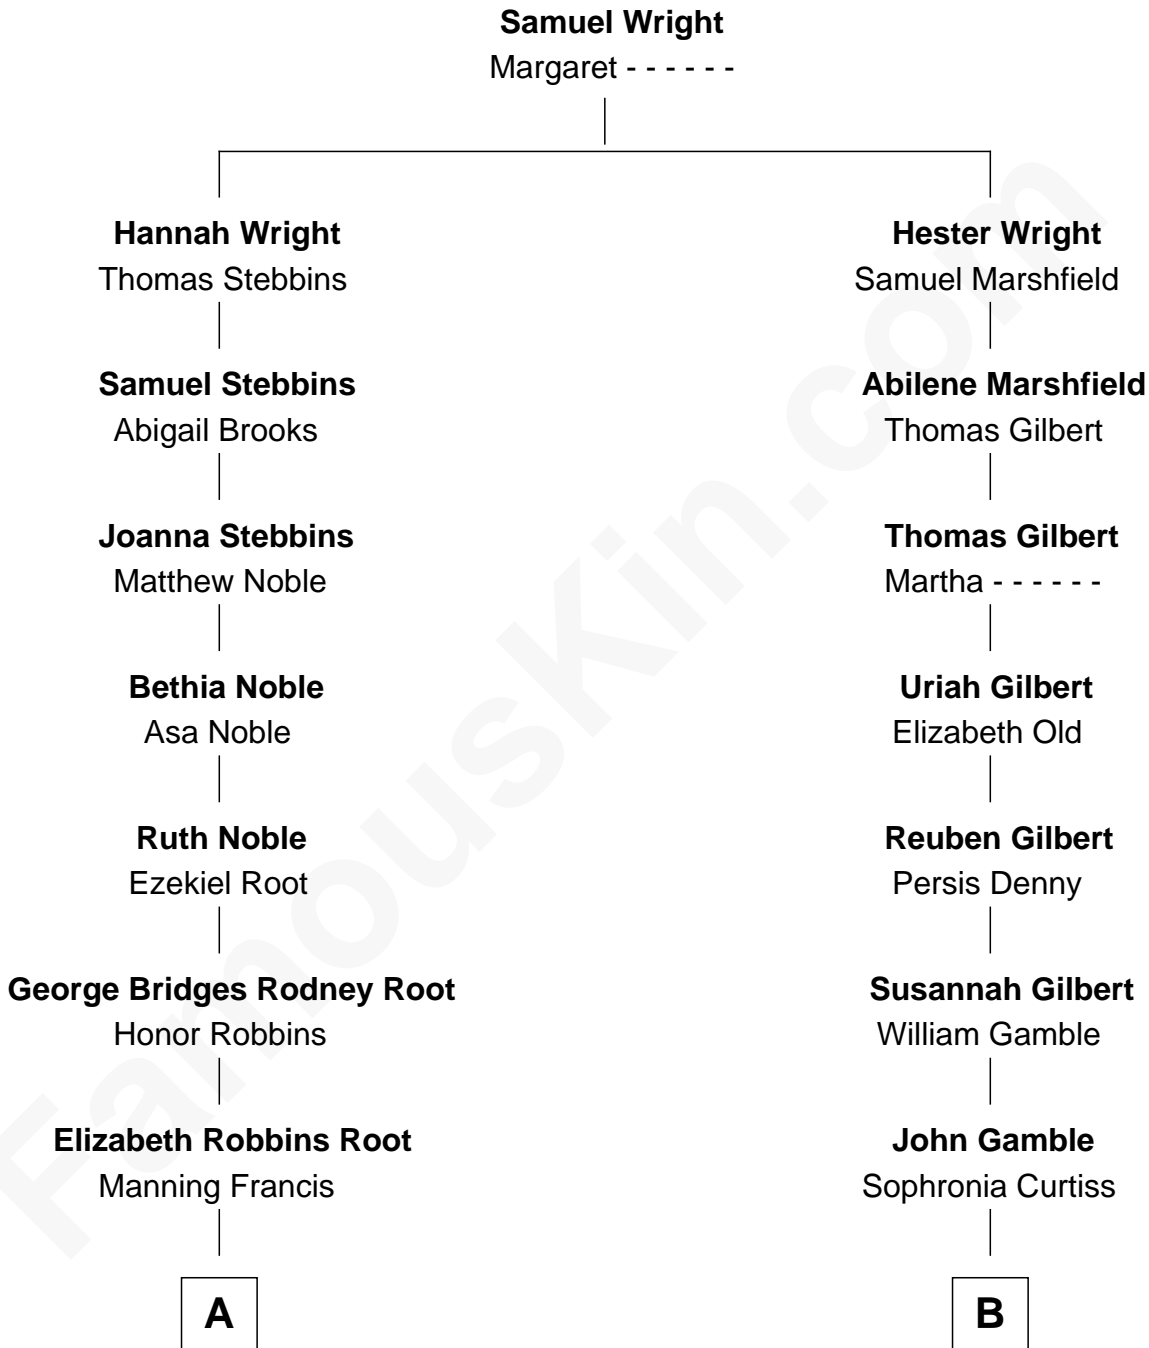 Samuel Wright
Margaret - - - - - -
Hannah Wright
Thomas Stebbins
Hester Wright
Samuel Marshfield
Samuel Stebbins
Abigail Brooks
Abilene Marshfield
Thomas Gilbert
Joanna Stebbins
Matthew Noble
Thomas Gilbert
Martha - - - - - -
Bethia Noble
Asa Noble
Uriah Gilbert
Elizabeth Old
Ruth Noble
Ezekiel Root
Reuben Gilbert
Persis Denny
George Bridges Rodney Root
Honor Robbins
Susannah Gilbert
William Gamble
Elizabeth Robbins Root
Manning Francis
John Gamble
Sophronia Curtiss
A
B
FamousKin.com